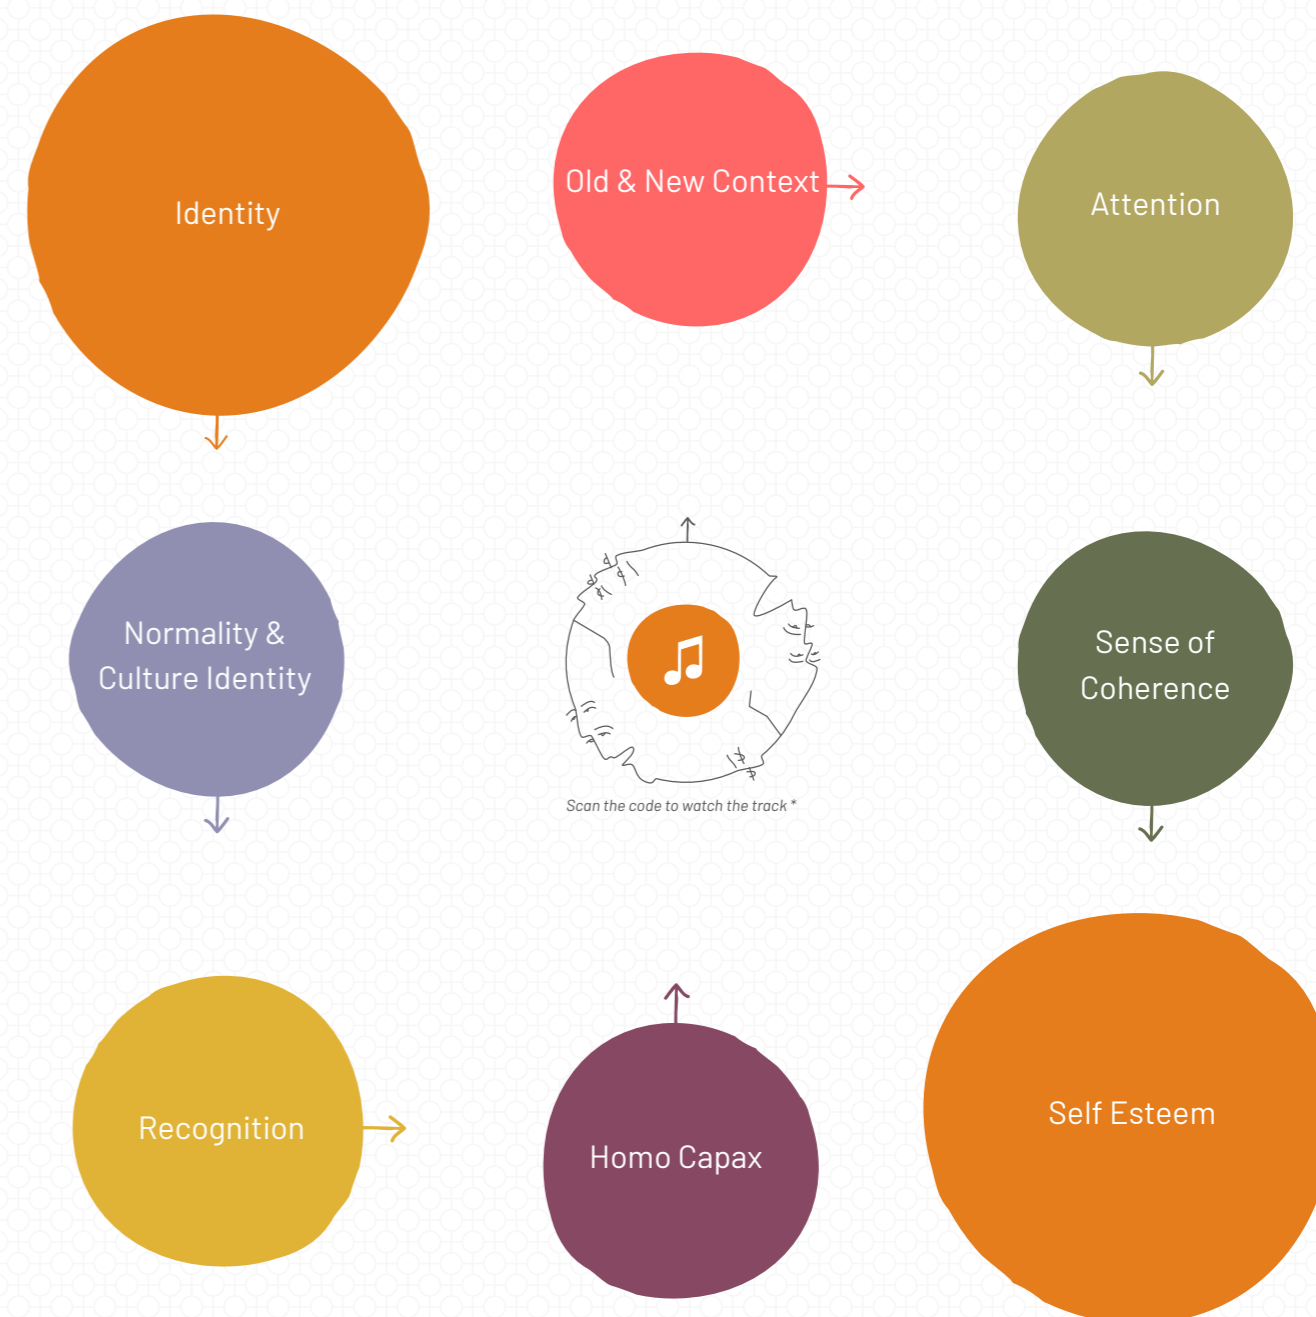 Identity
Old & New Context
Attention
Normality &
Culture Identity
Sense of
Coherence
Scan the code to watch the track *
Recognition
Homo Capax
Self Esteem